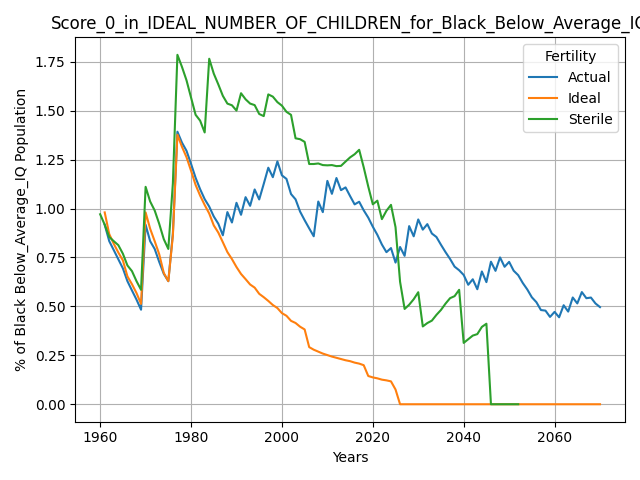 Score_0_in_IDEAL_NUMBER_OF_CHILDREN_for_Black_Below_Average_IQ
Fertility
Actual
Ideal
Sterile
% of Black Below_Average_IQ Population
1.75
1.50
1.25
1.00
0.75
0.50
0.25
0.00
1960 1980 2000 2020 2040 2060
Years